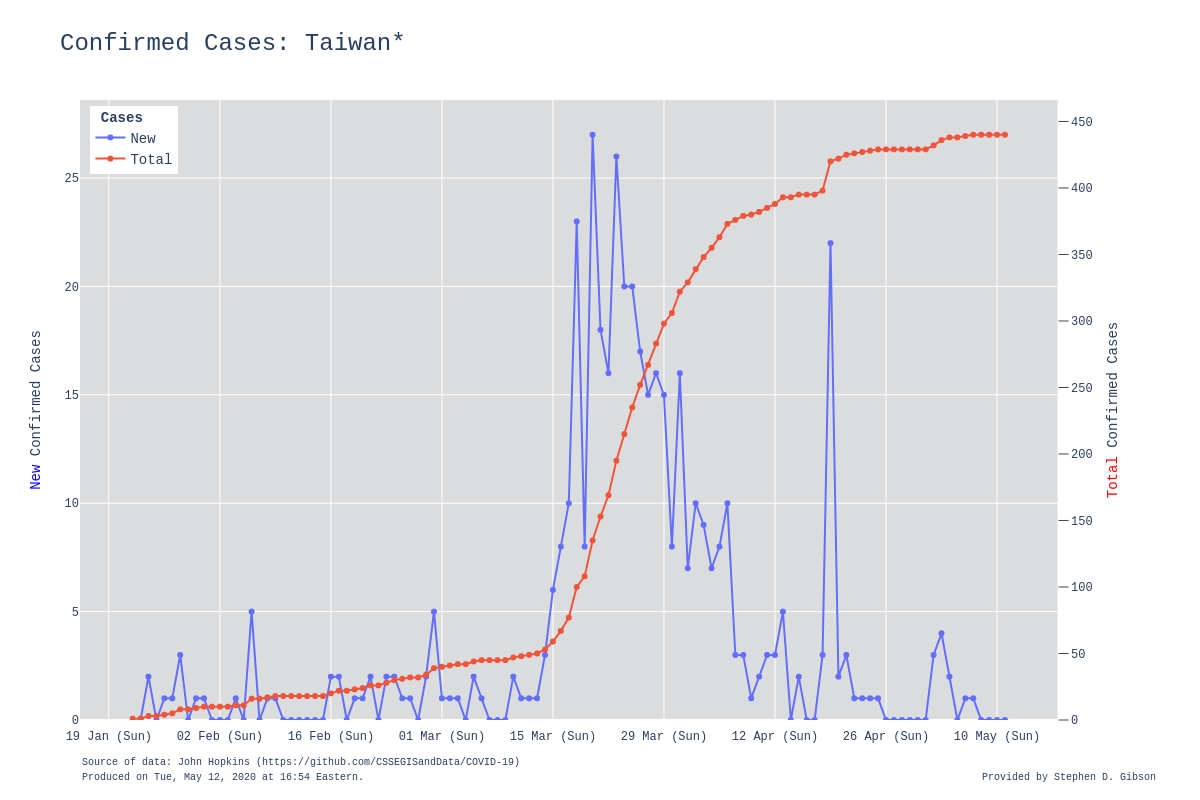 Confirmed Cases: Taiwan*
Cases
New
Total
25
20
15
10
5
0
450
400
350
300
250
200
150
100
50
0
New Confirmed Cases
Total Confirmed Cases
19 Jan (Sun) 02 Feb (Sun) 16 Feb (Sun) 01 Mar (Sun) 15 Mar (Sun) 29 Mar (Sun) 12 Apr (Sun) 26 Apr (Sun) 10 May (Sun)
Source of data: John Hopkins (https://github.com/CSSEGISandData/COVID-19)
Produced on Tue, May 12, 2020 at 16:54 Eastern.
Provided by Stephen D. Gibson